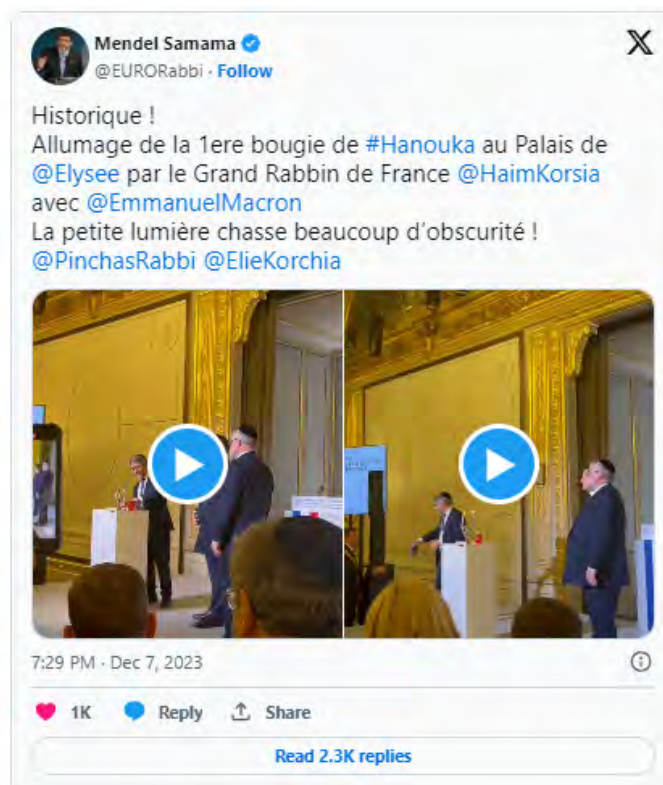 Mendel Samama
@EURORabbi · Follow
X
Historique !
Allumage de la 1ere bougie de #Hanouka au Palais de
@Elysee par le Grand Rabbin de France @HaimKorsia
avec @EmmanuelMacron
La petite lumière chasse beaucoup d’obscurité !
@PinchasRabbi @ElieKorchia
7:29 PM · Dec 7, 2023
1K Reply Share
Read 2.3K replies